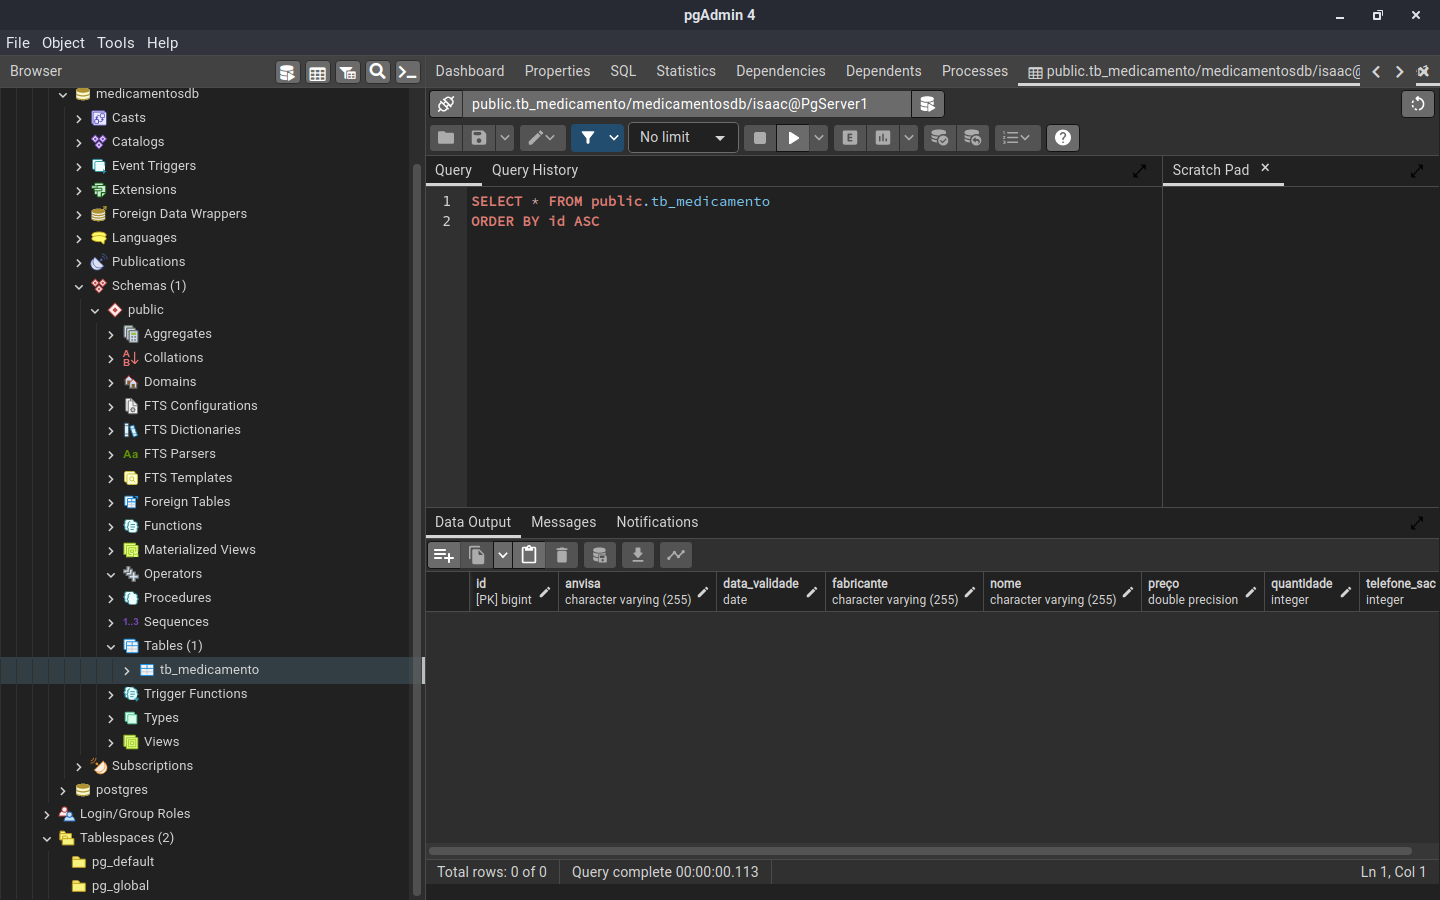 pgAdmin 4
File Object Tools Help
Browser
medicamentosdb
Casts
Catalogs
Event Triggers
Extensions
Foreign Data Wrappers
Languages
Publications
Schemas (1)
public
Aggregates
Collations
Domains
FTS Configurations
FTS Dictionaries
Aa FTS Parsers
FTS Templates
Foreign Tables
Functions
Materialized Views
Operators
Procedures
1..3 Sequences
Tables (1)
tb_medicamento
Trigger Functions
Types
Views
Subscriptions
postgres
Login/Group Roles
Tablespaces (2)
pg_default
pg_global
Dashboard Properties SQL Statistics Dependencies Dependents Processes public.tb_medicamento/medicamentosdb/isaac@
public.tb_medicamento/medicamentosdb/isaac@PgServer1
No limit
E
Query Query History
Scratch Pad
1 SELECT * FROM public.tb_medicamento
2 ORDER BY id ASC
Data Output Messages Notifications
id anvisa data_validade fabricante nome preço quantidade telefone_sac
[PK] bigint character varying (255) date character varying (255) character varying (255) double precision integer integer
Total rows: 0 of 0 Query complete 00:00:00.113 Ln 1, Col 1